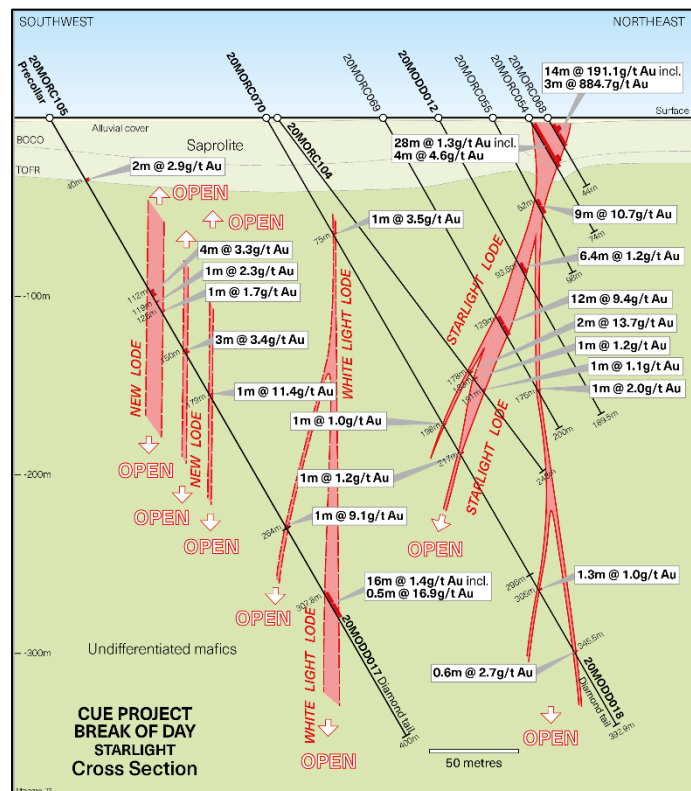 SOUTHWEST
NORTHEAST
20MORC105
Precollar
20MORC070
20MORC104
20MORC069
20MODD012
20MORC055
20MORC054
20MORC068
14m @ 191.1g/t Au incl.
3m @ 884.7g/t Au
Surface
Alluvial cover
BOCO
Saprolite
TOFR
28m @ 1.3g/t Au incl.
4m @ 4.6g/t Au
2m @ 2.9g/t Au
40m
44m
OPEN
OPEN
52m
74m
9m @ 10.7g/t Au
1m @ 3.5g/t Au
75m
OPEN
4m @ 3.3g/t Au
6.4m @ 1.2g/t Au
93.6m
98m
1m @ 2.3g/t Au
112m
119m
1m @ 1.7g/t Au
-100m
12m @ 9.4g/t Au
STARLIGHT LODE
WHITE LIGHT LODE
129m
2m @ 13.7g/t Au
3m @ 3.4g/t Au
150m
1m @ 1.2g/t Au
178m
1m @ 1.1g/t Au
191m
1m @ 11.4g/t Au
179m
175m
1m @ 2.0g/t Au
NEW LODE
NEW LODE
1m @ 1.0g/t Au
198m
200m
189.5m
STARLIGHT LODE
217m
OPEN
1m @ 1.2g/t Au
-200m
OPEN
248m
OPEN
1m @ 9.1g/t Au
OPEN
264m
296m
16m @ 1.4g/t Au incl.
0.5m @ 16.9g/t Au
307.8m
1.3m @ 1.0g/t Au
305m
OPEN
WHITE LIGHT LODE
20MODD017 Diamond tail
345.5m
-300m
Undifferentiated mafics
0.6m @ 2.7g/t Au
20MODD018
Diamond tail
392.9m
400m
OPEN
OPEN
50 metres
CUE PROJECT
BREAK OF DAY
STARLIGHT
Cross Section